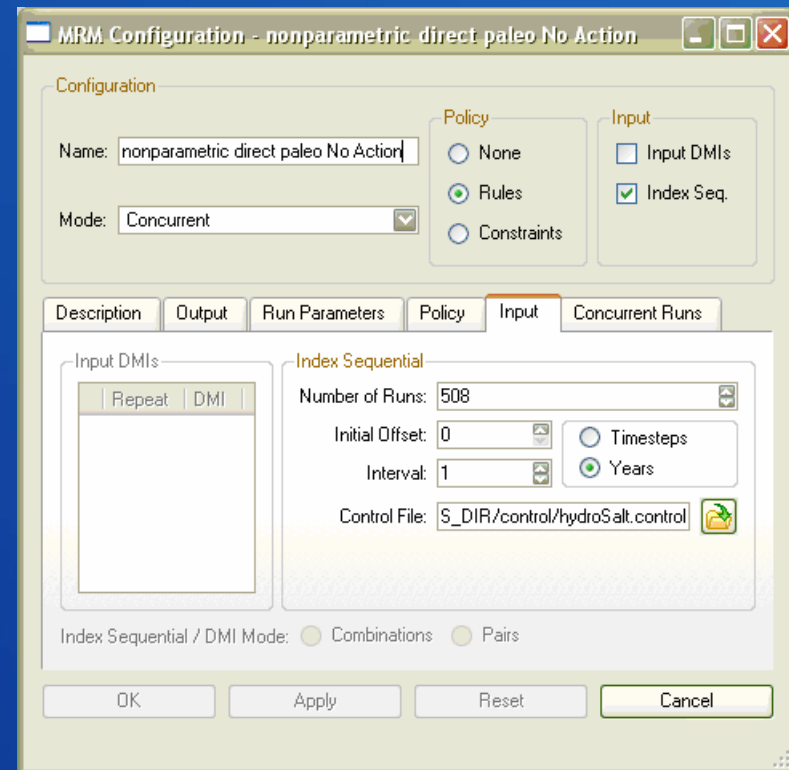 MRM Configuration - nonparametric direct paleo No Action
Configuration
Name: nonparametric direct paleo No Action
Mode: Concurrent
Policy
None
Rules
Constraints
Input
Input DMIs
Index Seq.
Description Output Run Parameters Policy Input Concurrent Runs
Input DMIs
Repeat DMI
Index Sequential
Number of Runs: 508
Initial Offset: 0
Interval: 1
Timesteps
Years
Control File: S_DIR/control/hydroSalt.control
Index Sequential / DMI Mode: Combinations Pairs
OK Apply Reset Cancel